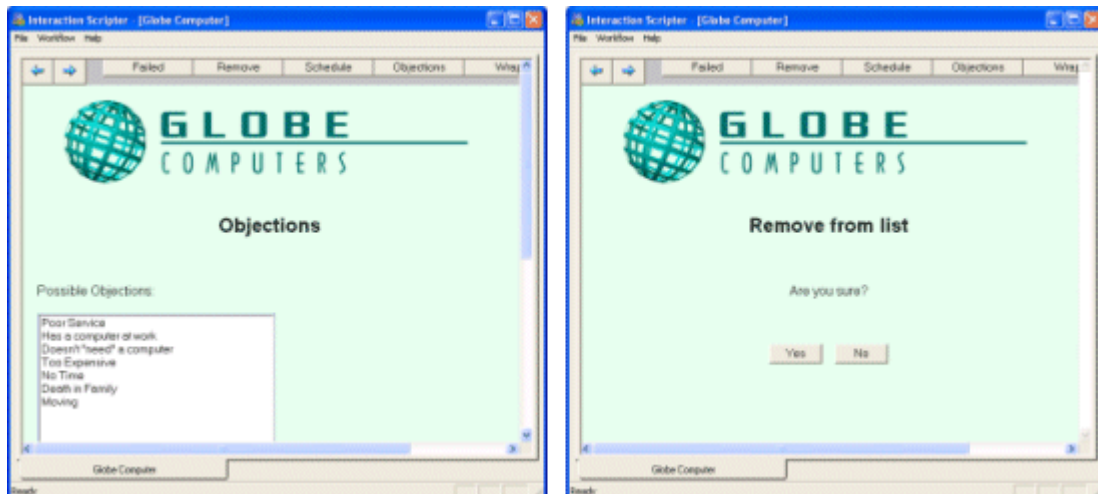 Interaction Scripter - [Globe Computer]
File Workflow Help
Failed Remove Schedule Objections Wrap
GLOBE
COMPUTERS
Objections
Possible Objections:
Poor Service
Has a computer at work
Doesn't "need" a computer
Too Expensive
No Time
Death in Family
Moving
Globe Computer
Ready
Interaction Scripter - [Globe Computer]
File Workflow Help
Failed Remove Schedule Objections Wrap
GLOBE
COMPUTERS
Remove from list
Are you sure?
Yes No
Globe Computer
Ready